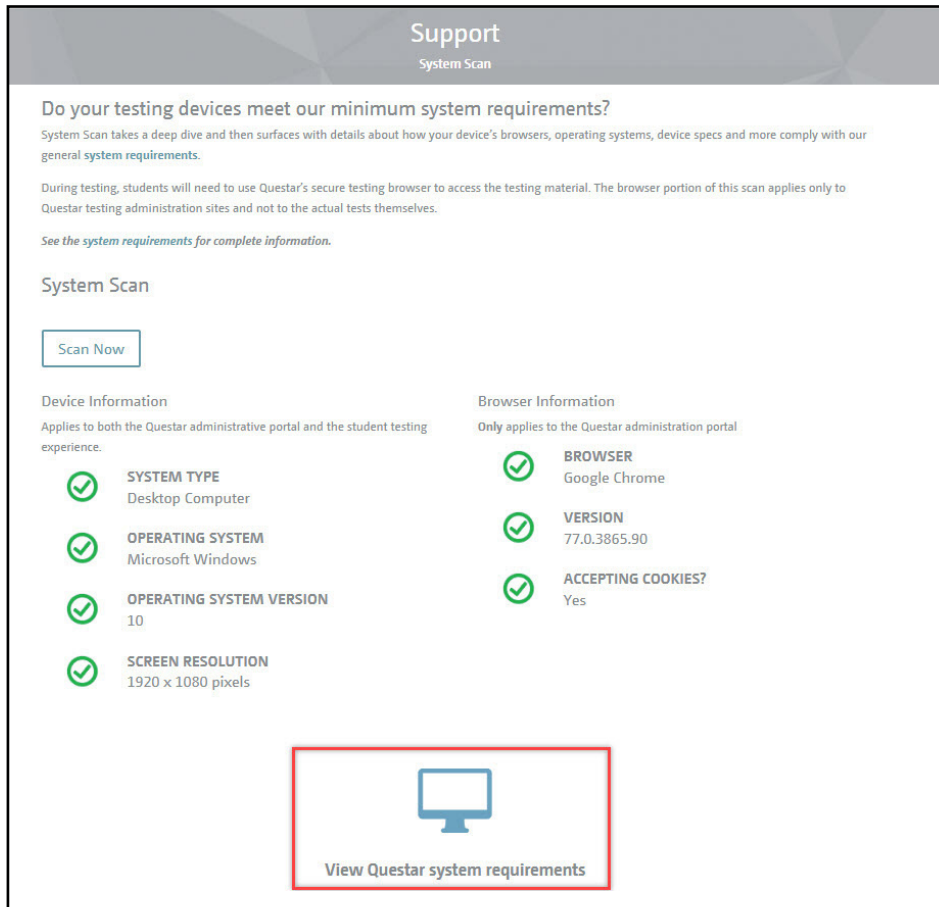 Support
System Scan
Do your testing devices meet our minimum system requirements?
System Scan takes a deep dive and then surfaces with details about how your device's browsers, operating systems, device specs and more comply with our
general system requirements.
During testing, students will need to use Questar's secure testing browser to access the testing material. The browser portion of this scan applies only to
Questar testing administration sites and not to the actual tests themselves.
See the system requirements for complete information.
System Scan
Scan Now
Device Information
Applies to both the Questar administrative portal and the student testing
experience.
SYSTEM TYPE
Desktop Computer
OPERATING SYSTEM
Microsoft Windows
OPERATING SYSTEM VERSION
10
SCREEN RESOLUTION
1920 x 1080 pixels
Browser Information
Only applies to the Questar administration portal
BROWSER
Google Chrome
VERSION
77.0.3865.90
ACCEPTING COOKIES?
Yes
View Questar system requirements